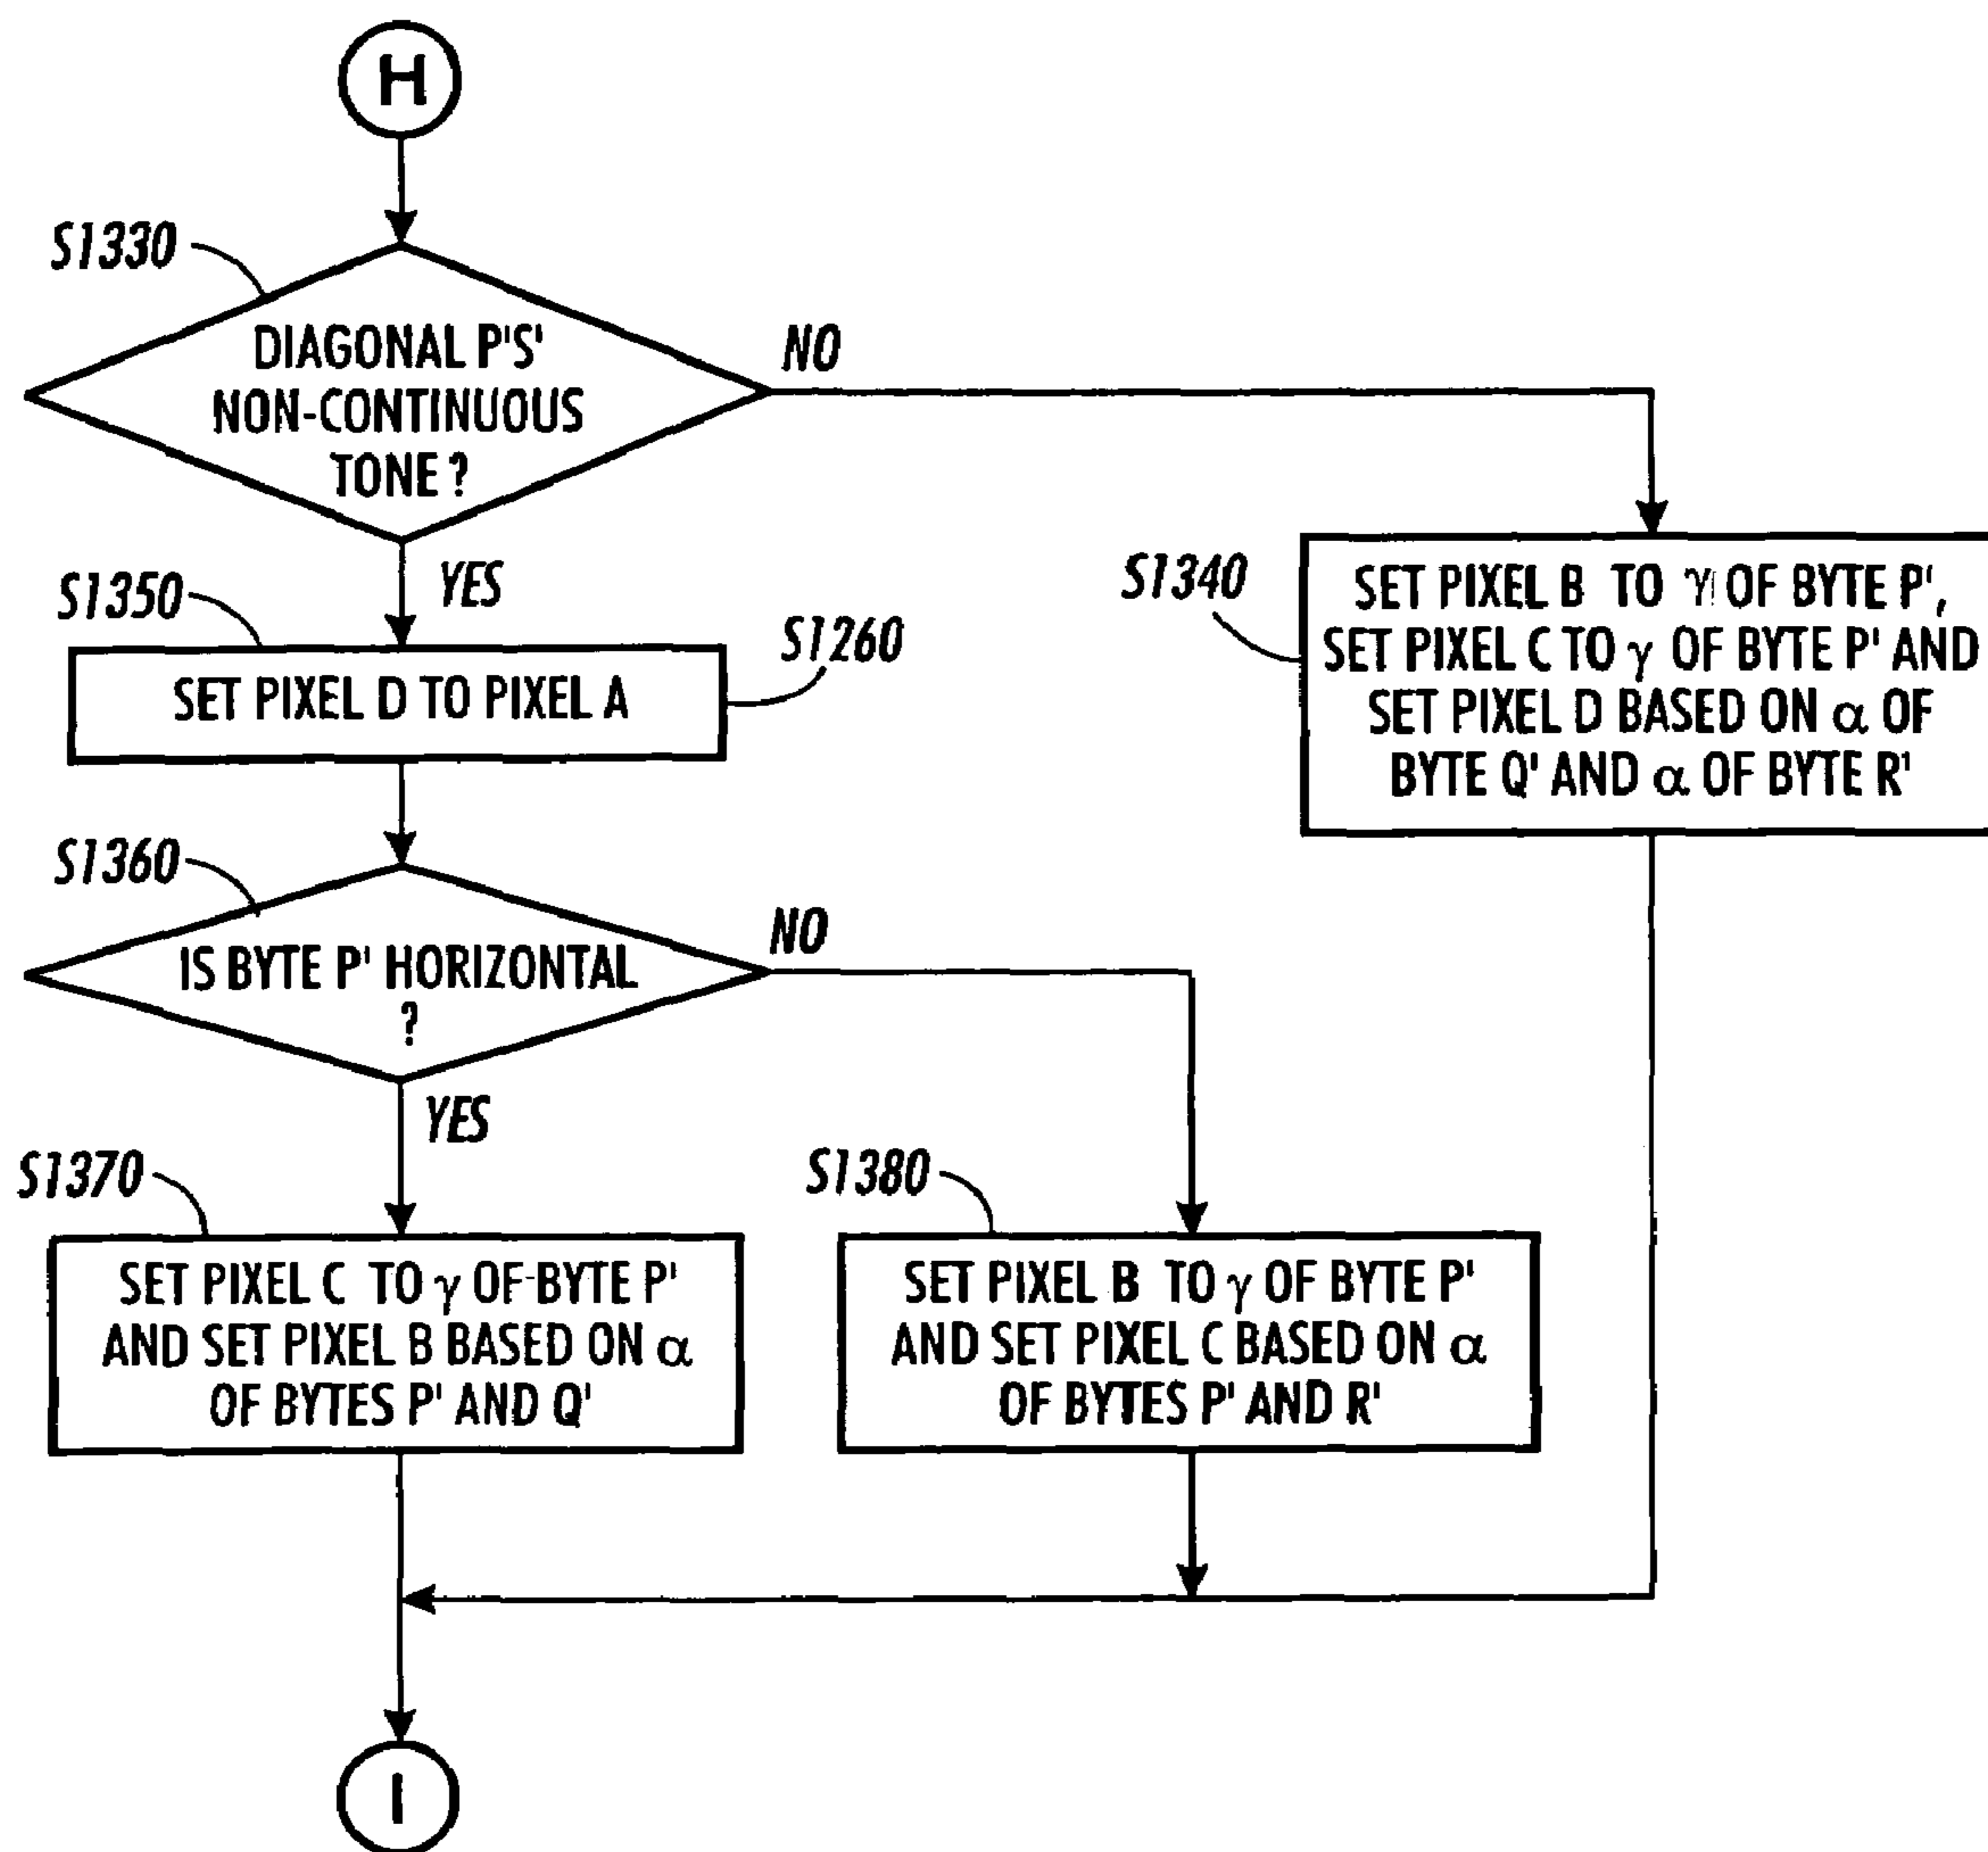 H
S1330
DIAGONAL P'S'
NON-CONTINUOUS
TONE ?
NO
YES
S1340
SET PIXEL B TO γ OF BYTE P',
SET PIXEL C TO γ OF BYTE P' AND
SET PIXEL D BASED ON α OF
BYTE Q' AND α OF BYTE R'
S1350
S1260
SET PIXEL D TO PIXEL A
S1360
IS BYTE P' HORIZONTAL
?
NO
YES
S1370
SET PIXEL C TO γ OF BYTE P'
AND SET PIXEL B BASED ON α
OF BYTES P' AND Q'
S1380
SET PIXEL B TO γ OF BYTE P'
AND SET PIXEL C BASED ON α
OF BYTES P' AND R'
I